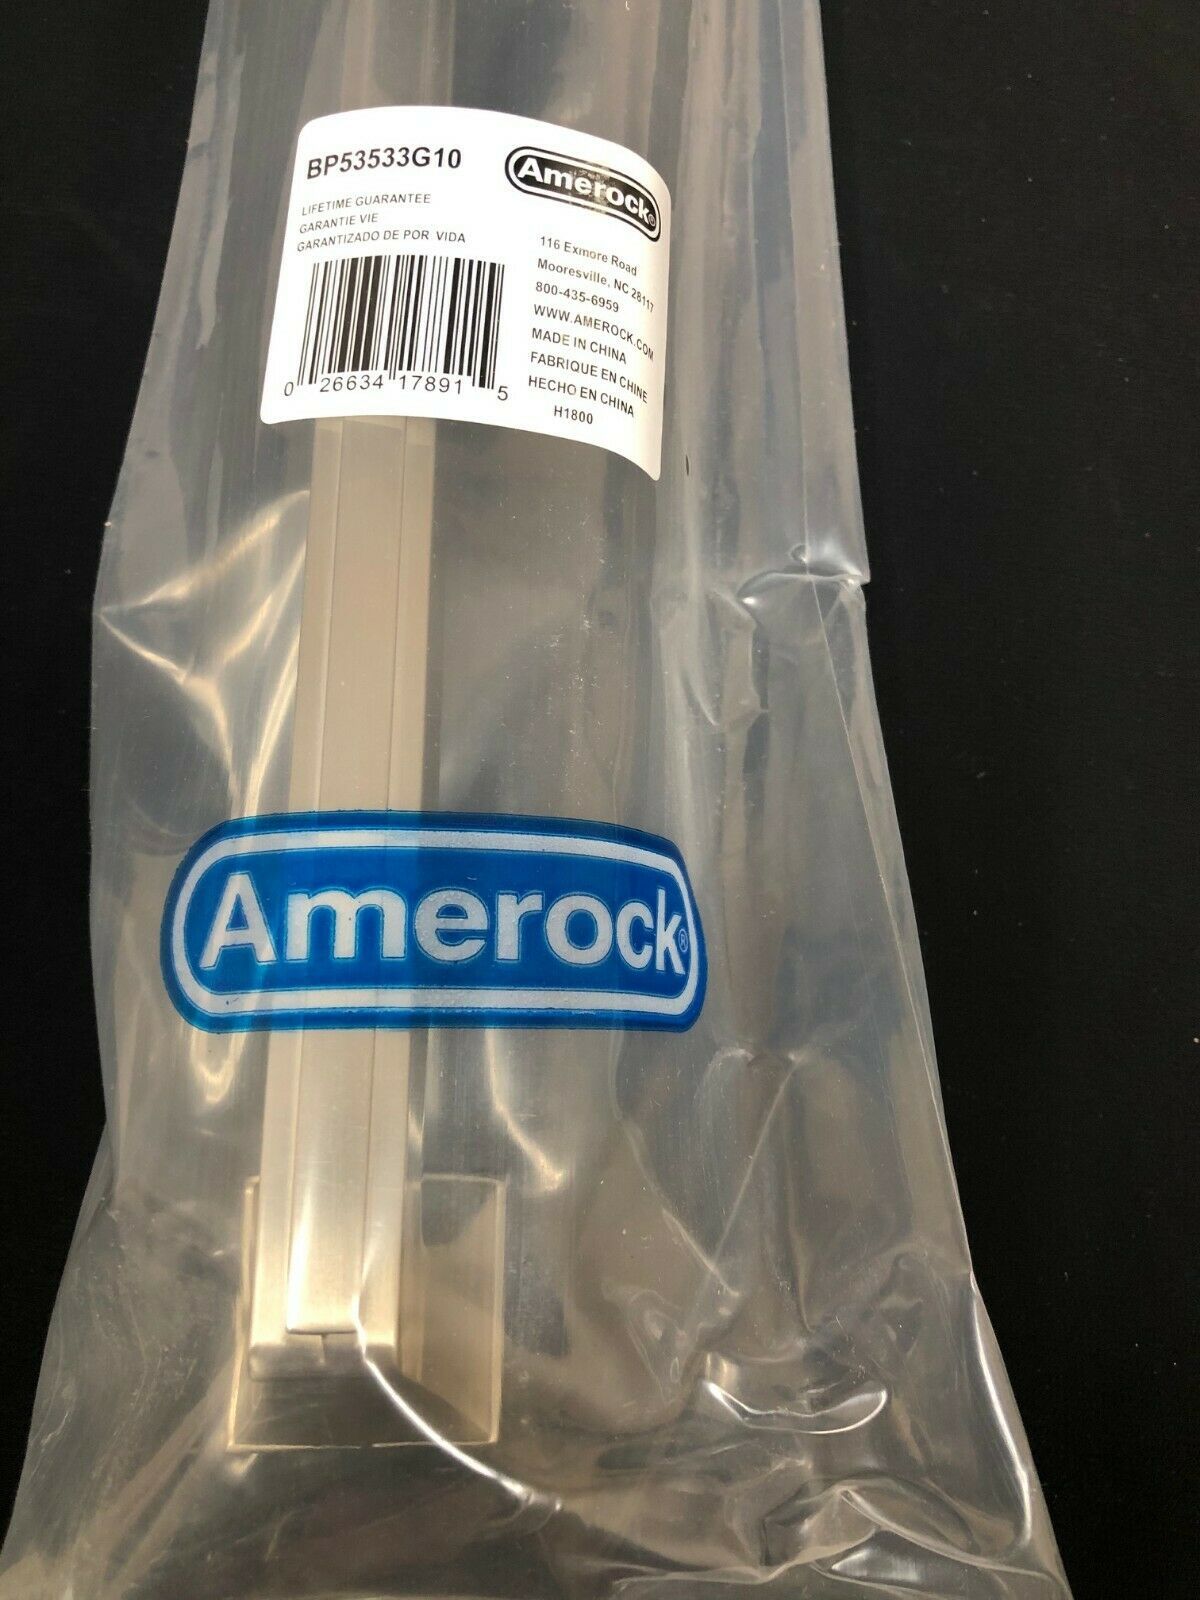 BP53533G10
LIFETIME GUARANTEE
GARANTIE VIE
GARANTIZADO DE POR VIDA
0 26634 17891 5
Amerock®
116 Exmore Road
Mooresville, NC 28117
800-435-6959
WWW.AMEROCK.COM
MADE IN CHINA
FABRIQUE EN CHINE
HECHO EN CHINA
H1800
Amerock®